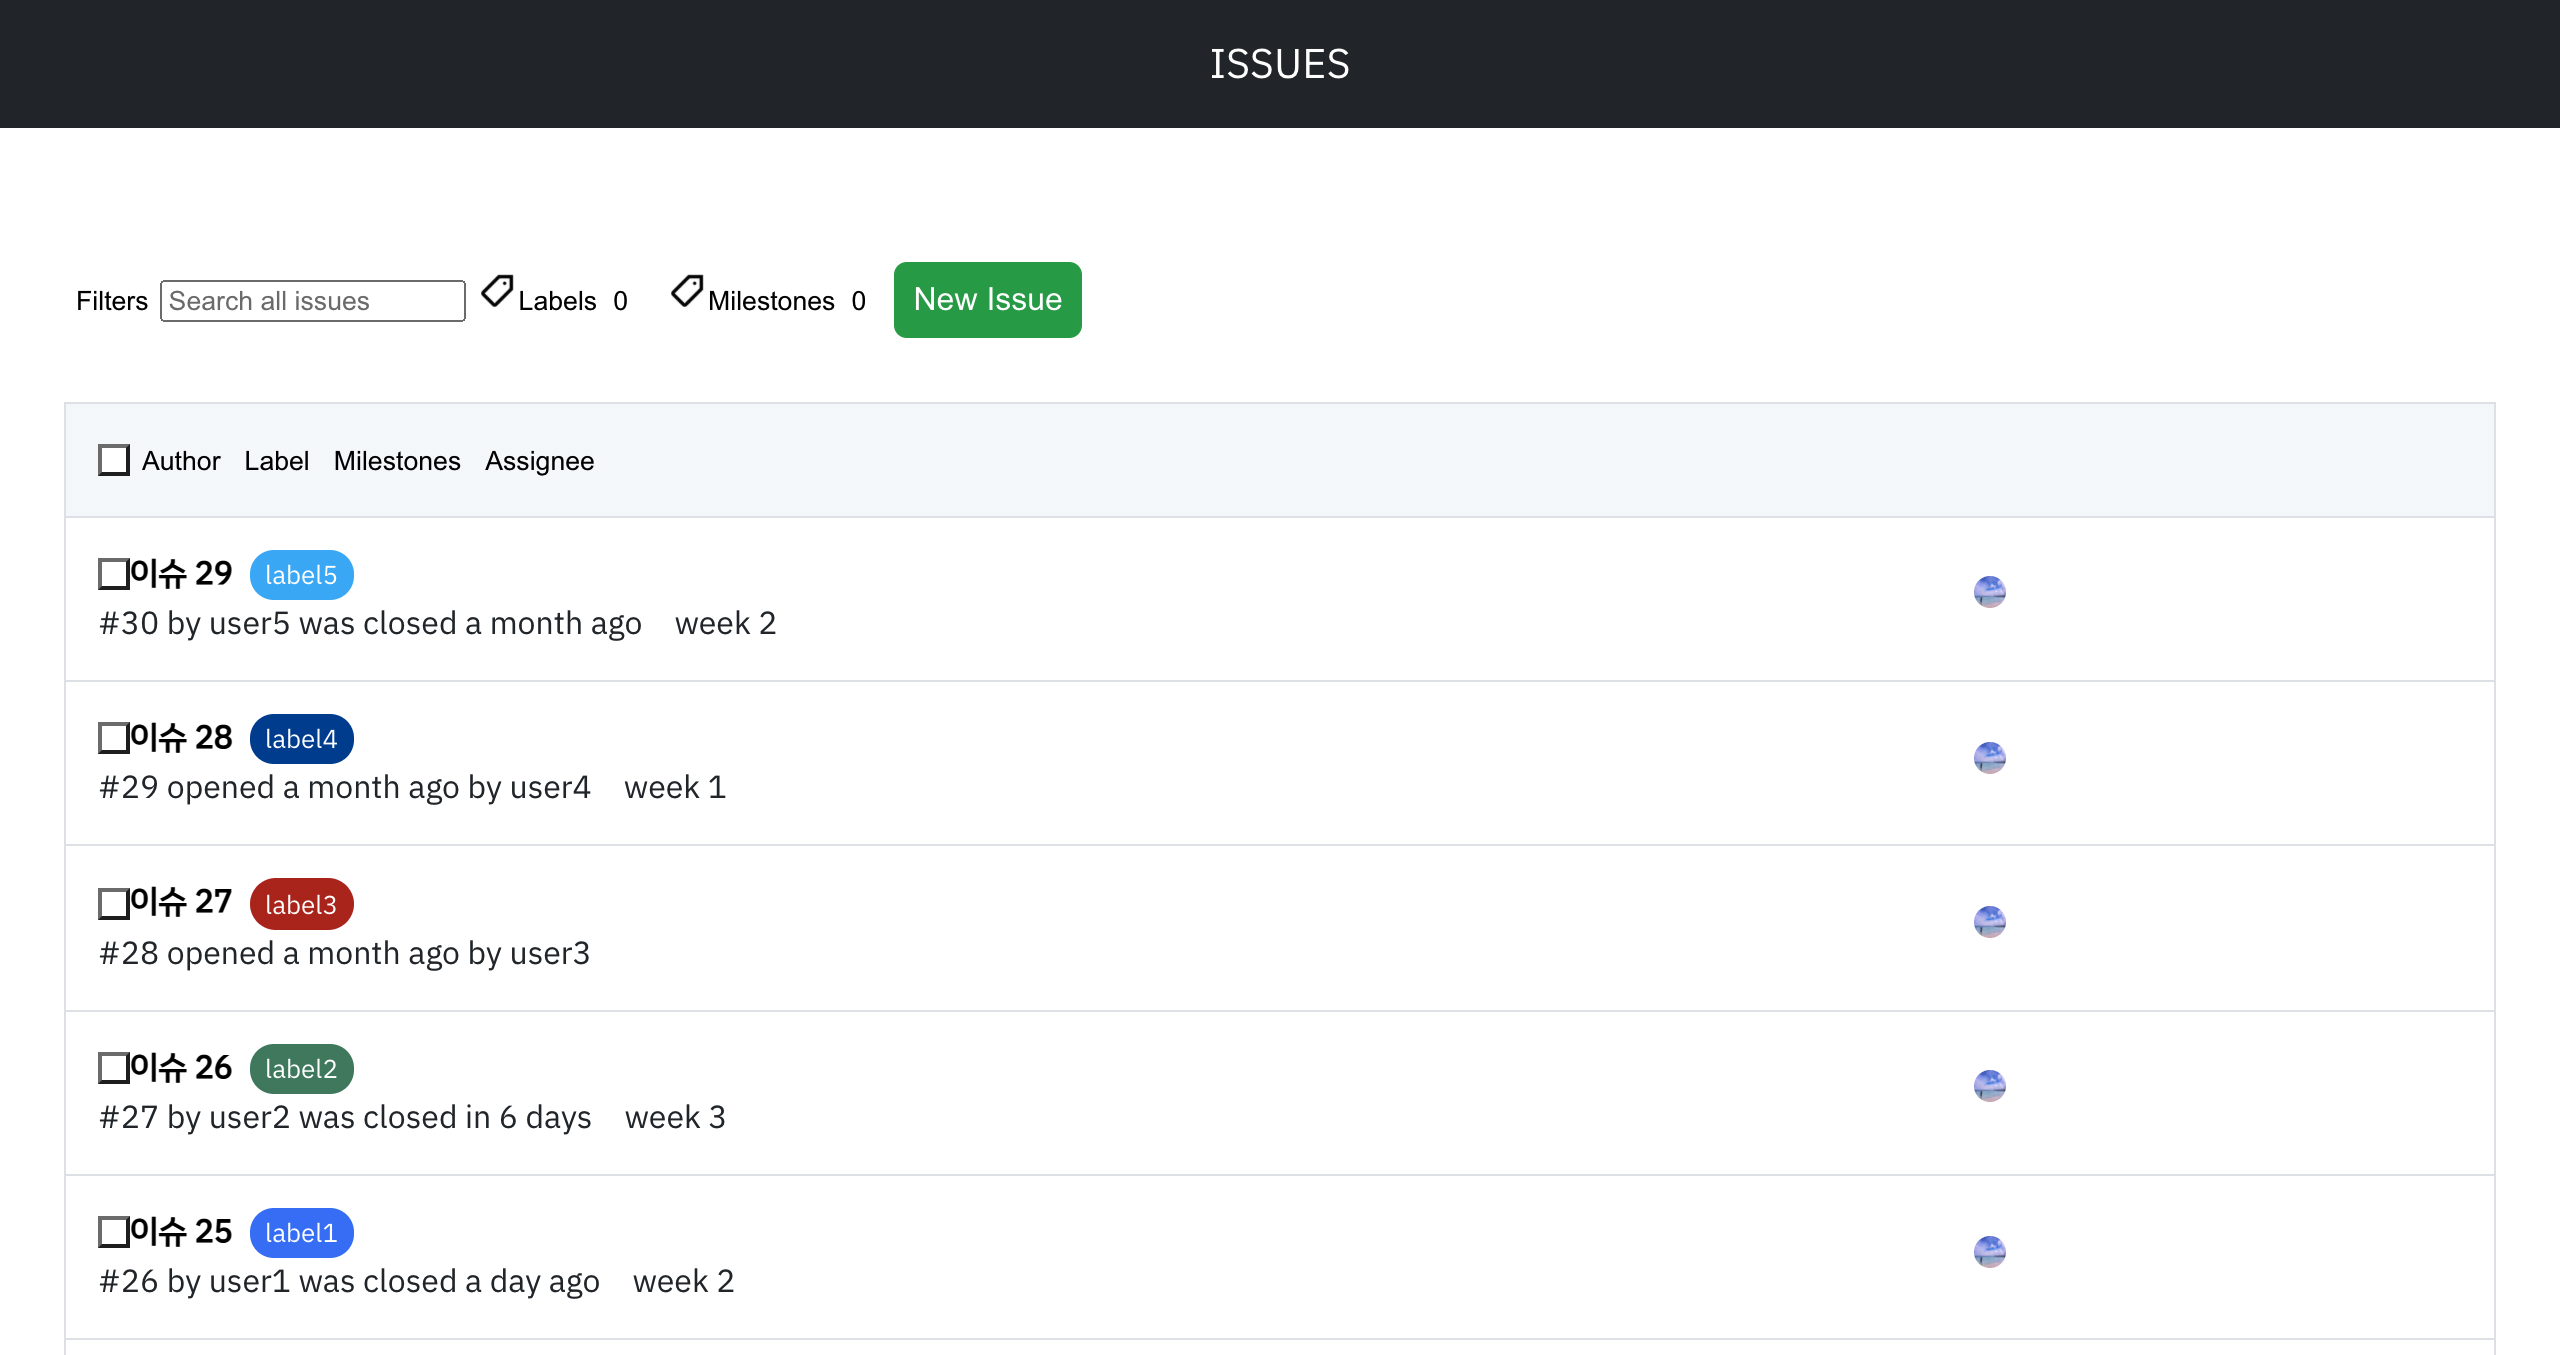 ISSUES
Filters Search all issues Labels 0 Milestones 0 New Issue
Author Label Milestones Assignee
이슈 29 label5
#30 by user5 was closed a month ago week 2
이슈 28 label4
#29 opened a month ago by user4 week 1
이슈 27 label3
#28 opened a month ago by user3
이슈 26 label2
#27 by user2 was closed in 6 days week 3
이슈 25 label1
#26 by user1 was closed a day ago week 2